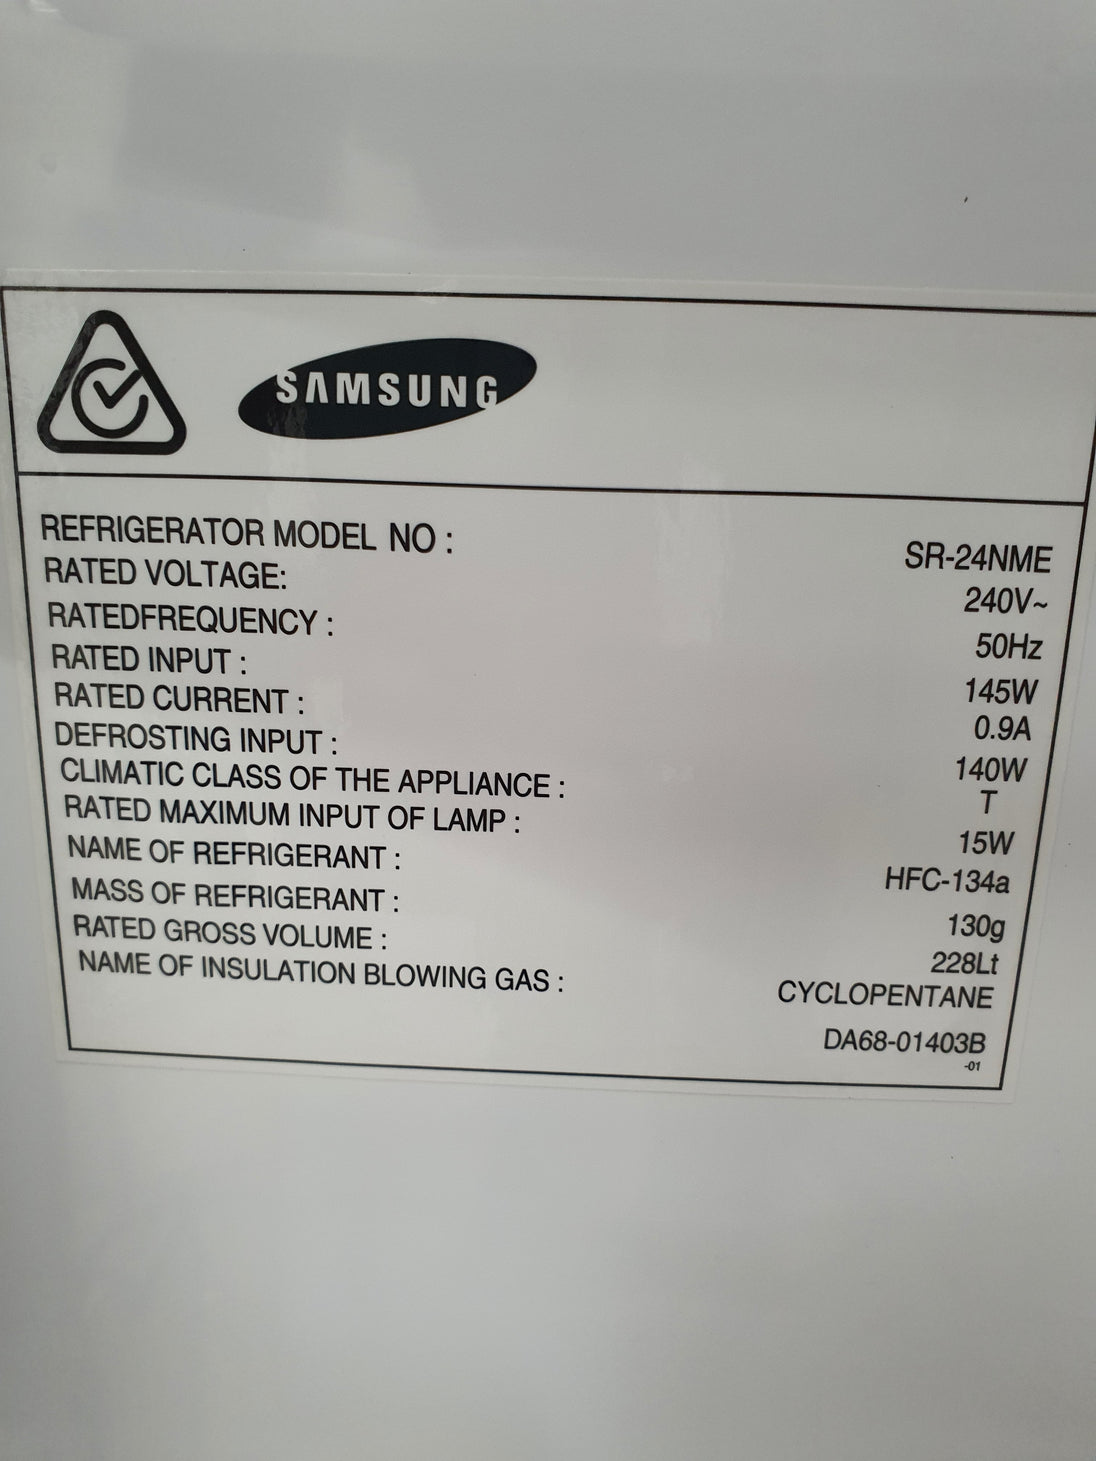 SAMSUNG
REFRIGERATOR MODEL NO : SR-24NME
RATED VOLTAGE: 240V~
RATEDFREQUENCY : 50Hz
RATED INPUT : 145W
RATED CURRENT : 0.9A
DEFROSTING INPUT : 140W
CLIMATIC CLASS OF THE APPLIANCE : T
RATED MAXIMUM INPUT OF LAMP : 15W
NAME OF REFRIGERANT : HFC-134a
MASS OF REFRIGERANT : 130g
RATED GROSS VOLUME : 228Lt
NAME OF INSULATION BLOWING GAS : CYCLOPENTANE
DA68-01403B
-01